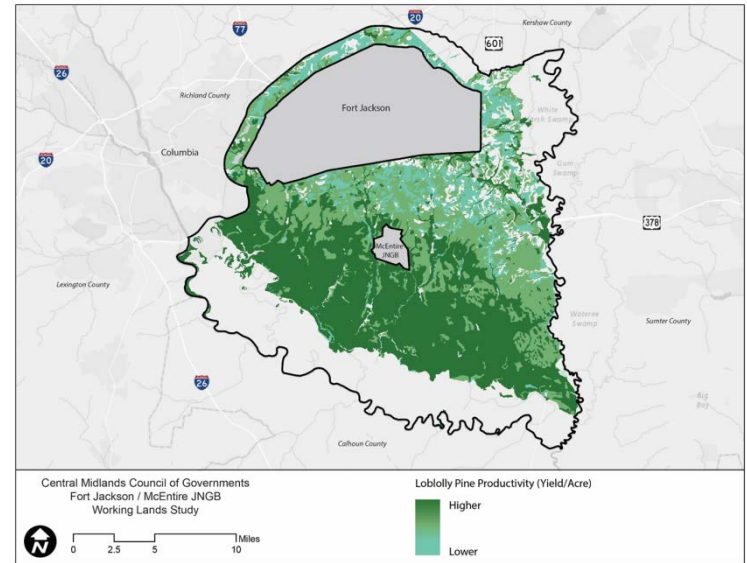 20
Kershaw County
77
601
26
Richland County
Fort Jackson
White
Marsh Swamp
Columbia
20
Gum
Swamp
378
McEntire
JNGB
Lexington County
Wateree
Swamp
Sumter County
26
Big
Bay
Calhoun County
Central Midlands Council of Governments
Fort Jackson / McEntire JNGB
Working Lands Study
Loblolly Pine Productivity (Yield/Acre)
Higher
Lower
N
Miles
0 2.5 5 10